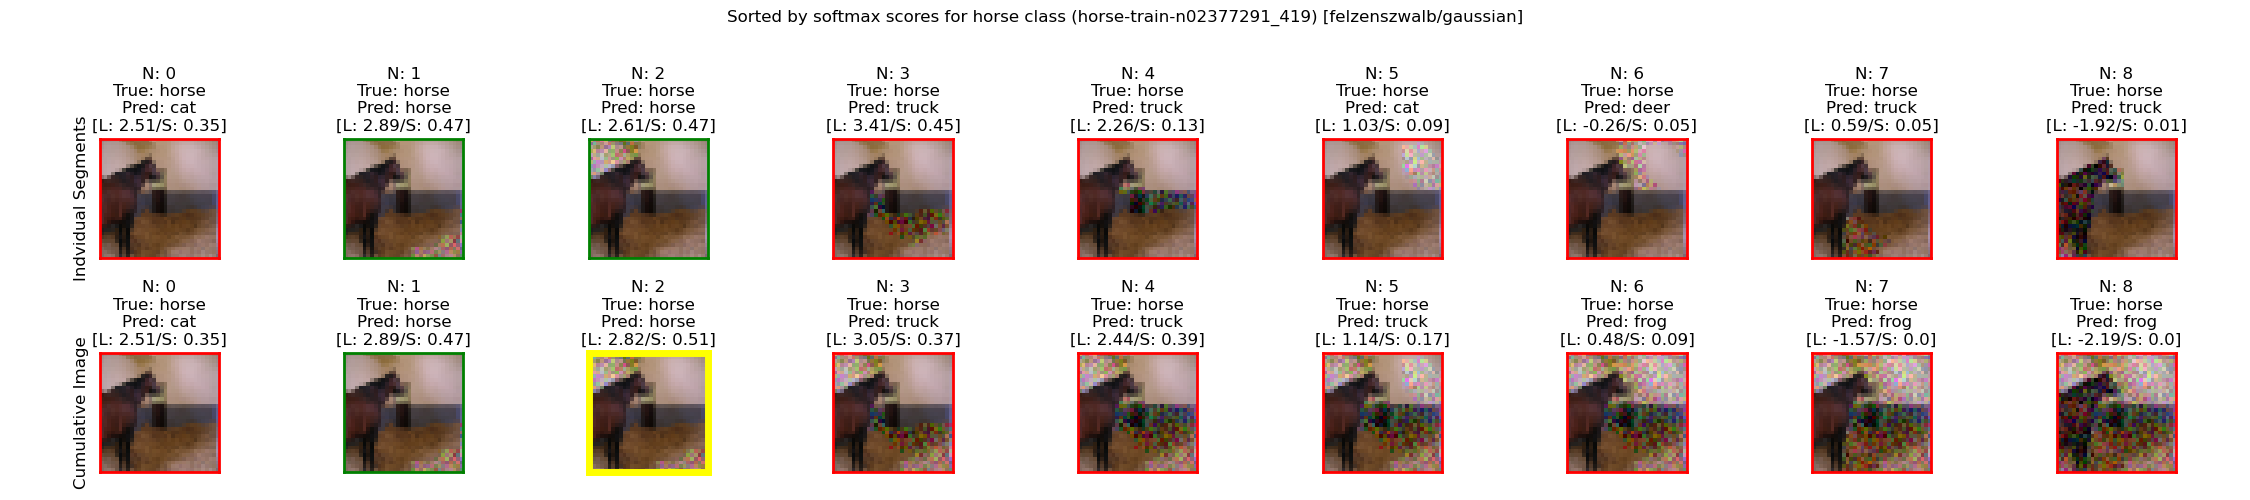 Sorted by softmax scores for horse class (horse-train-n02377291_419) [felzenszwalb/gaussian]
Indvidual Segments
N: 0
True: horse
Pred: cat
[L: 2.51/S: 0.35]
N: 1
True: horse
Pred: horse
[L: 2.89/S: 0.47]
N: 2
True: horse
Pred: horse
[L: 2.61/S: 0.47]
N: 3
True: horse
Pred: truck
[L: 3.41/S: 0.45]
N: 4
True: horse
Pred: truck
[L: 2.26/S: 0.13]
N: 5
True: horse
Pred: cat
[L: 1.03/S: 0.09]
N: 6
True: horse
Pred: deer
[L: -0.26/S: 0.05]
N: 7
True: horse
Pred: truck
[L: 0.59/S: 0.05]
N: 8
True: horse
Pred: truck
[L: -1.92/S: 0.01]
Cumulative Image
N: 0
True: horse
Pred: cat
[L: 2.51/S: 0.35]
N: 1
True: horse
Pred: horse
[L: 2.89/S: 0.47]
N: 2
True: horse
Pred: horse
[L: 2.82/S: 0.51]
N: 3
True: horse
Pred: truck
[L: 3.05/S: 0.37]
N: 4
True: horse
Pred: truck
[L: 2.44/S: 0.39]
N: 5
True: horse
Pred: truck
[L: 1.14/S: 0.17]
N: 6
True: horse
Pred: frog
[L: 0.48/S: 0.09]
N: 7
True: horse
Pred: frog
[L: -1.57/S: 0.0]
N: 8
True: horse
Pred: frog
[L: -2.19/S: 0.0]